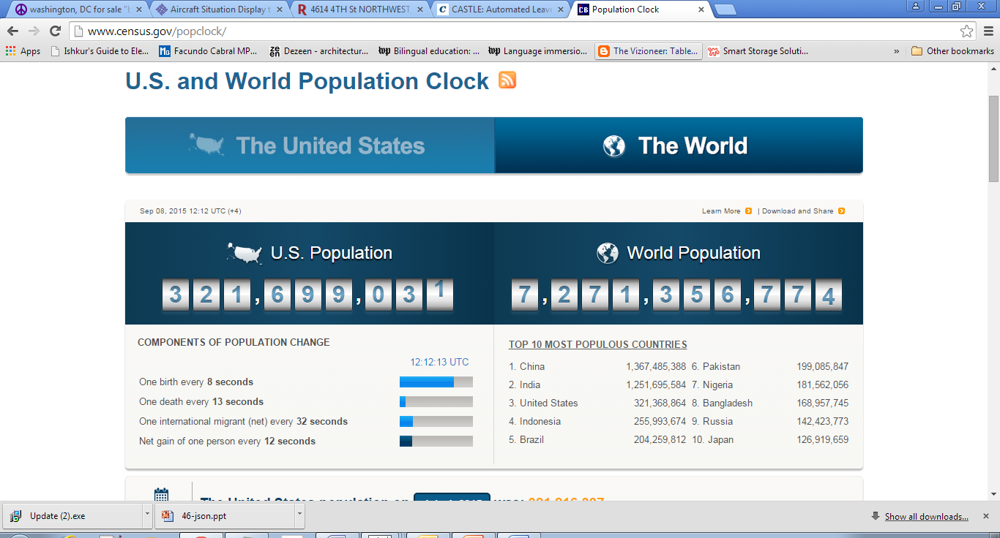 washington, DC for sale "b
Aircraft Situation Display t
4614 4TH St NORTHWEST,
CASTLE: Automated Leave
Population Clock
www.census.gov/popclock/
Apps
Ishkur's Guide to Ele...
Facundo Cabral MP...
Dezeen - architectur...
Bilingual education: ...
Language immersio...
The Vizioneer: Table...
Smart Storage Soluti...
» Other bookmarks
U.S. and World Population Clock
The United States
The World
Sep 08, 2015 12:12 UTC (+4)
Learn More | Download and Share
U.S. Population
321,699,031
World Population
7,271,356,774
COMPONENTS OF POPULATION CHANGE
12:12:13 UTC
One birth every 8 seconds
One death every 13 seconds
One international migrant (net) every 32 seconds
Net gain of one person every 12 seconds
TOP 10 MOST POPULOUS COUNTRIES
1. China 1,367,485,388
2. India 1,251,695,584
3. United States 321,368,864
4. Indonesia 255,993,674
5. Brazil 204,259,812
6. Pakistan 199,085,847
7. Nigeria 181,562,056
8. Bangladesh 168,957,745
9. Russia 142,423,773
10. Japan 126,919,659
The United States population on was:
Update (2).exe
46-json.ppt
Show all downloads...